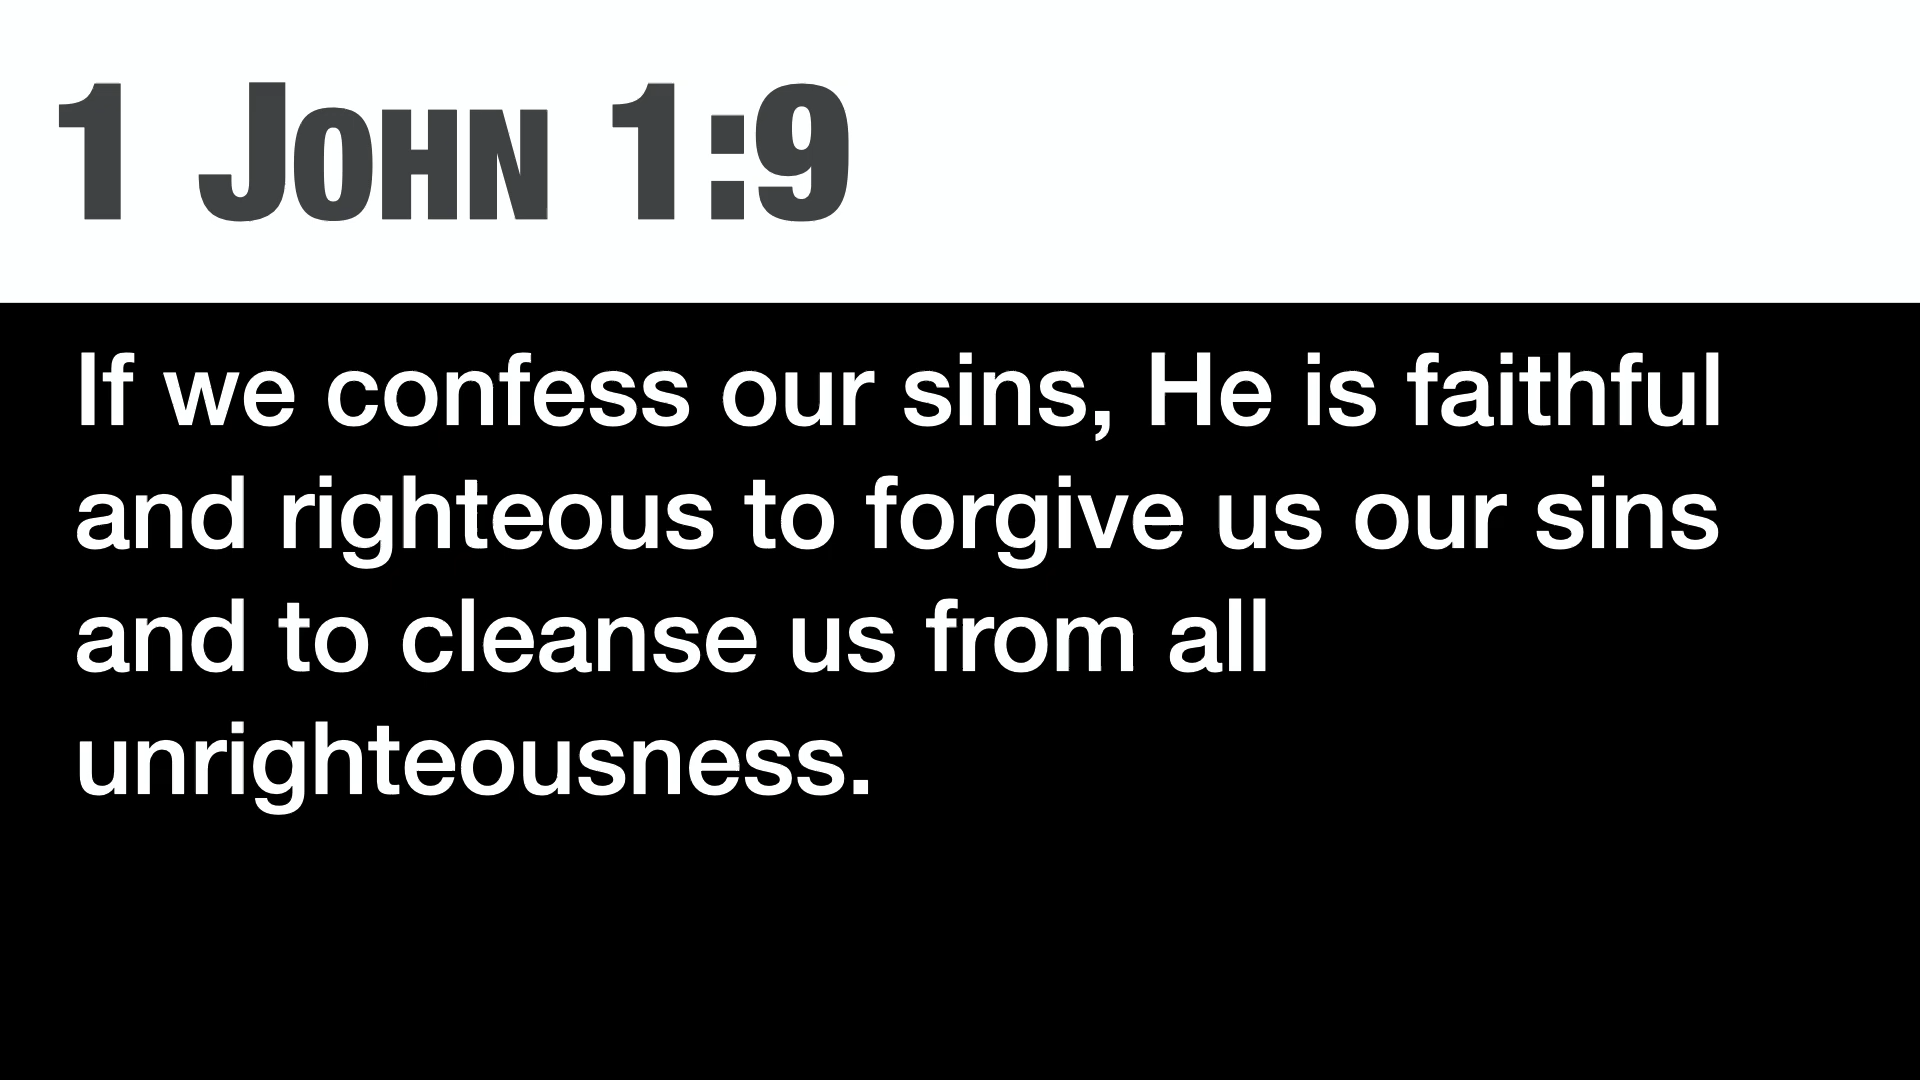 1 John 1:9
If we confess our sins, He is faithful
and righteous to forgive us our sins
and to cleanse us from all
unrighteousness.